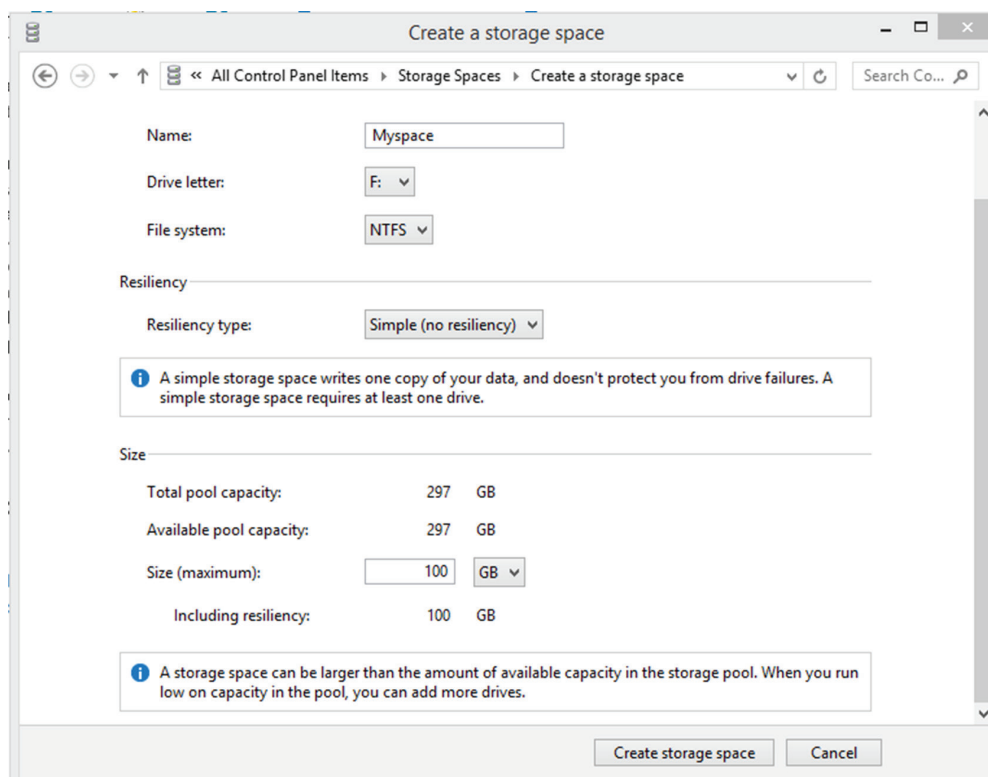 Create a storage space
« All Control Panel Items Storage Spaces Create a storage space Search Co...
Name: Myspace
Drive letter: F:
File system: NTFS
Resiliency
Resiliency type: Simple (no resiliency)
A simple storage space writes one copy of your data, and doesn't protect you from drive failures. A
simple storage space requires at least one drive.
Size
Total pool capacity: 297 GB
Available pool capacity: 297 GB
Size (maximum): 100 GB
Including resiliency: 100 GB
A storage space can be larger than the amount of available capacity in the storage pool. When you run
low on capacity in the pool, you can add more drives.
Create storage space Cancel